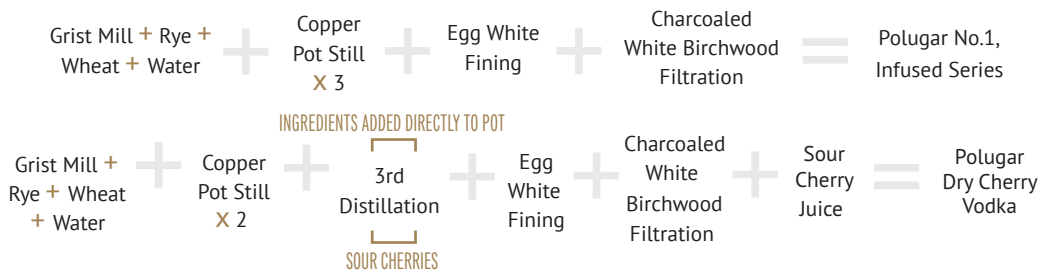 Grist Mill + Rye +
Wheat + Water
+
Copper
Pot Still
X 3
+
Egg White
Fining
+
Charcoaled
White Birchwood
Filtration
=
Polugar No.1,
Infused Series
INGREDIENTS ADDED DIRECTLY TO POT
Grist Mill +
Rye + Wheat
+ Water
+
Copper
Pot Still
X 2
+
3rd
Distillation
SOUR CHERRIES
+
Egg
White
Fining
+
Charcoaled
White
Birchwood
Filtration
+
Sour
Cherry
Juice
=
Polugar
Dry Cherry
Vodka